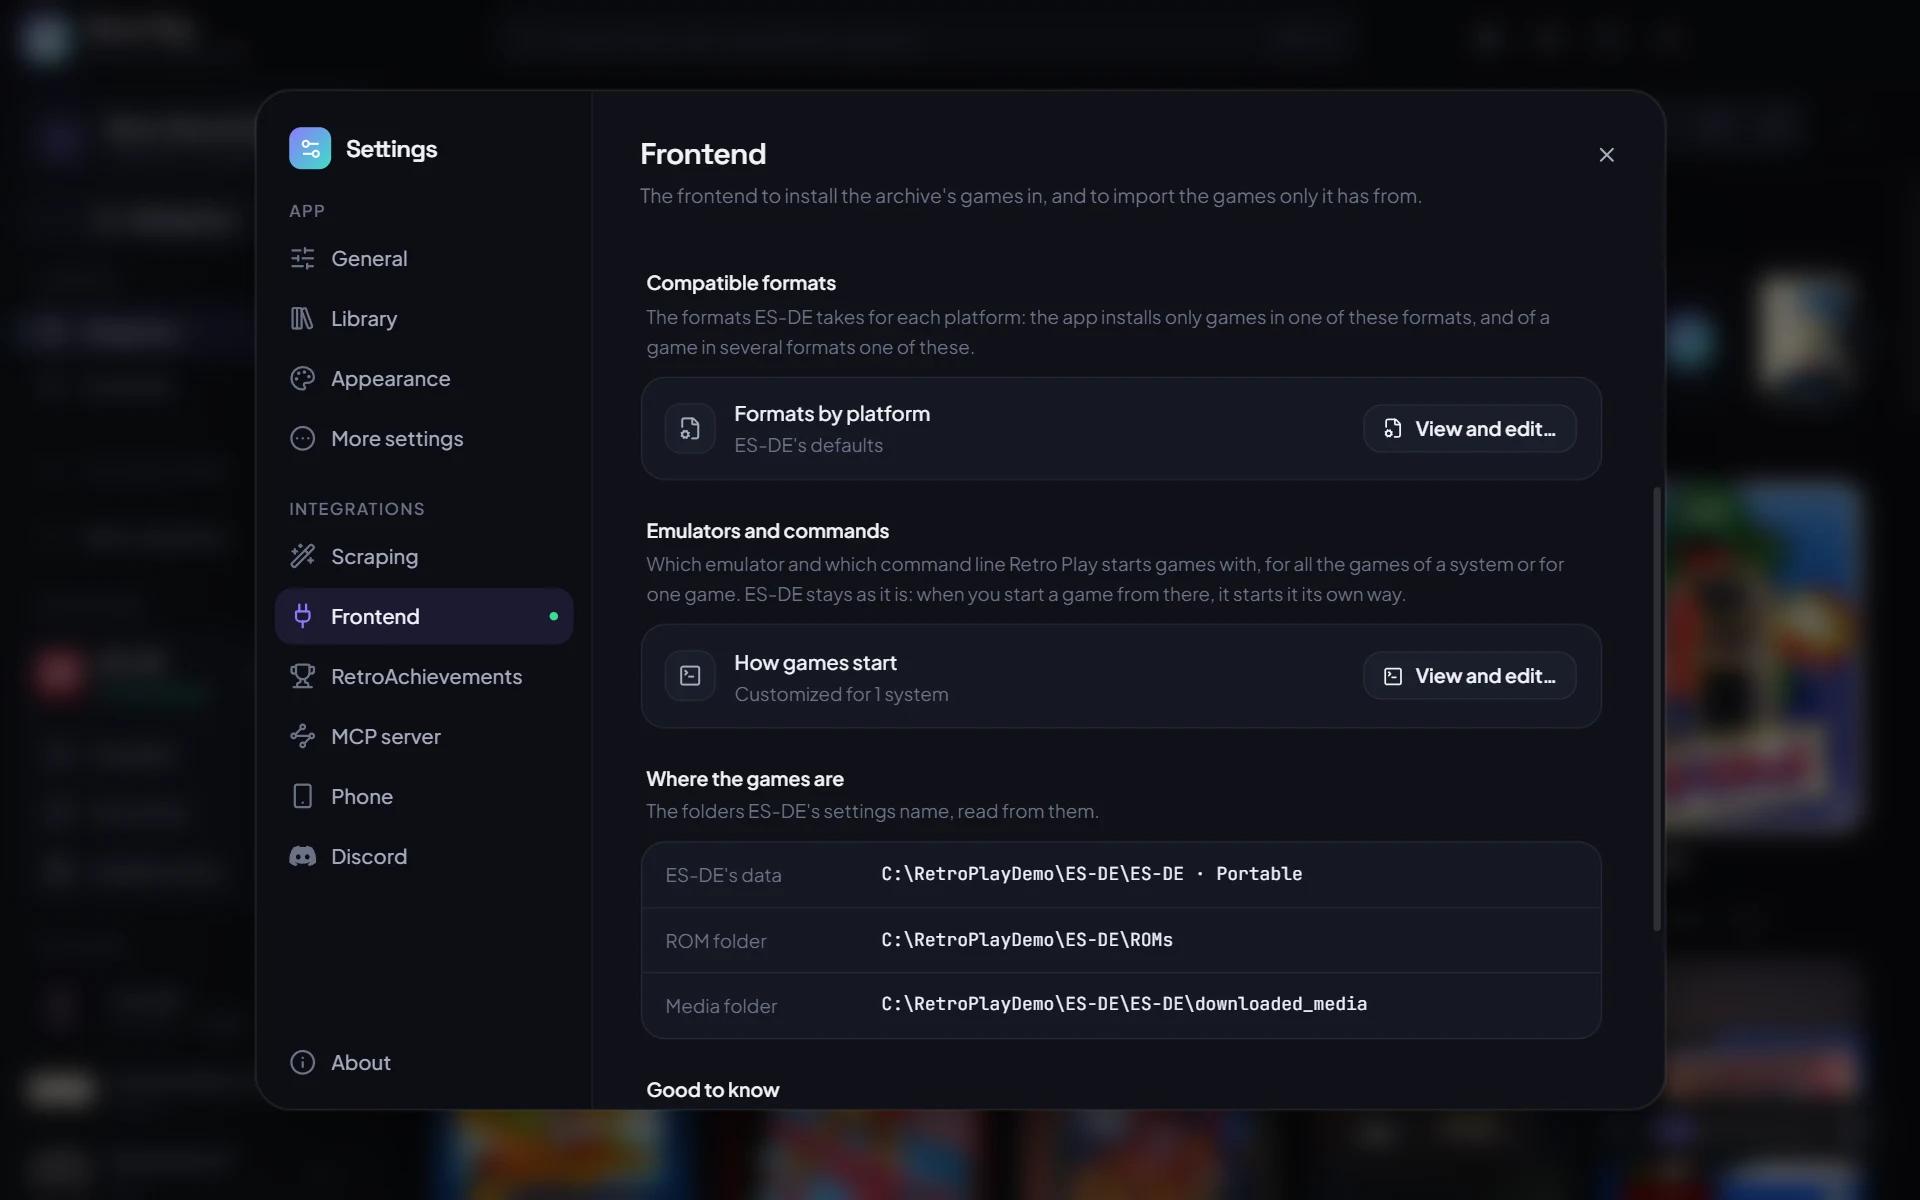 Settings
APP
General
Library
Appearance
More settings
INTEGRATIONS
Scraping
Frontend
RetroAchievements
MCP server
Phone
Discord
About
Frontend
The frontend to install the archive's games in, and to import the games only it has from.
Compatible formats
The formats ES-DE takes for each platform: the app installs only games in one of these formats, and of a
game in several formats one of these.
Formats by platform
ES-DE's defaults
View and edit...
Emulators and commands
Which emulator and which command line Retro Play starts games with, for all the games of a system or for
one game. ES-DE stays as it is: when you start a game from there, it starts it its own way.
How games start
Customized for 1 system
View and edit...
Where the games are
The folders ES-DE's settings name, read from them.
ES-DE's data C:\RetroPlayDemo\ES-DE\ES-DE · Portable
ROM folder C:\RetroPlayDemo\ES-DE\ROMs
Media folder C:\RetroPlayDemo\ES-DE\ES-DE\downloaded_media
Good to know